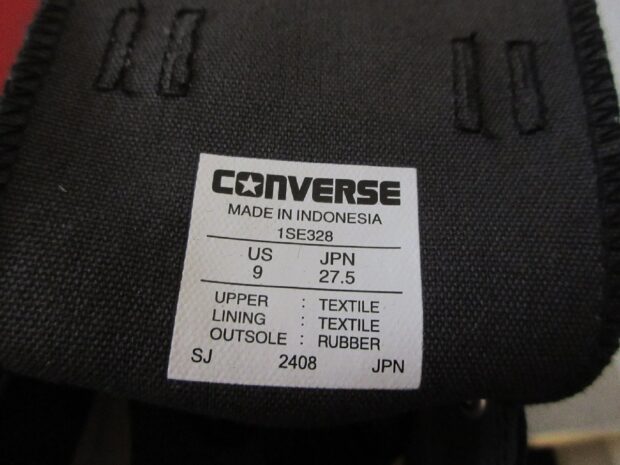 CONVERSE
MADE IN INDONESIA
1SE328
US JPN
9 27.5
UPPER : TEXTILE
LINING : TEXTILE
OUTSOLE : RUBBER
SJ 2408 JPN